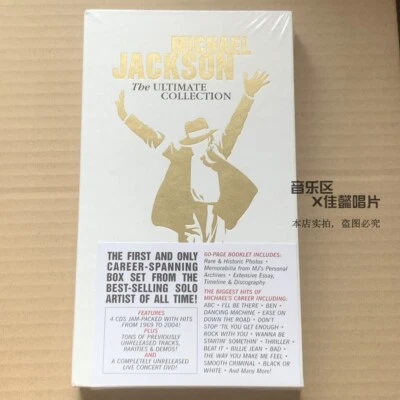 MICHAEL
JACKSON
The ULTIMATE
COLLECTION
音乐区
X佳懿唱片
本店实拍，盗图必究
THE FIRST AND ONLY
CAREER-SPANNING
BOX SET FROM THE
BEST-SELLING SOLO
ARTIST OF ALL TIME!
FEATURES
4 CDS JAM-PACKED WITH HITS
FROM 1969 TO 2004!
PLUS
TONS OF PREVIOUSLY
UNRELEASED TRACKS,
RARITIES & DEMOS!
AND
A COMPLETELY UNRELEASED
LIVE CONCERT DVD!
60-PAGE BOOKLET INCLUDES:
Rare & Historic Photos •
Memorabilia from MJ's Personal
Archives • Extensive Essay,
Timeline & Discography
THE BIGGEST HITS OF
MICHAEL'S CAREER INCLUDING:
ABC • I'LL BE THERE • BEN •
DANCING MACHINE • EASE ON
DOWN THE ROAD • DON'T
STOP 'TIL YOU GET ENOUGH •
ROCK WITH YOU • WANNA BE
STARTIN' SOMETHIN' • THRILLER •
BEAT IT • BILLIE JEAN • BAD •
THE WAY YOU MAKE ME FEEL •
SMOOTH CRIMINAL • BLACK OR
WHITE • And Many More!